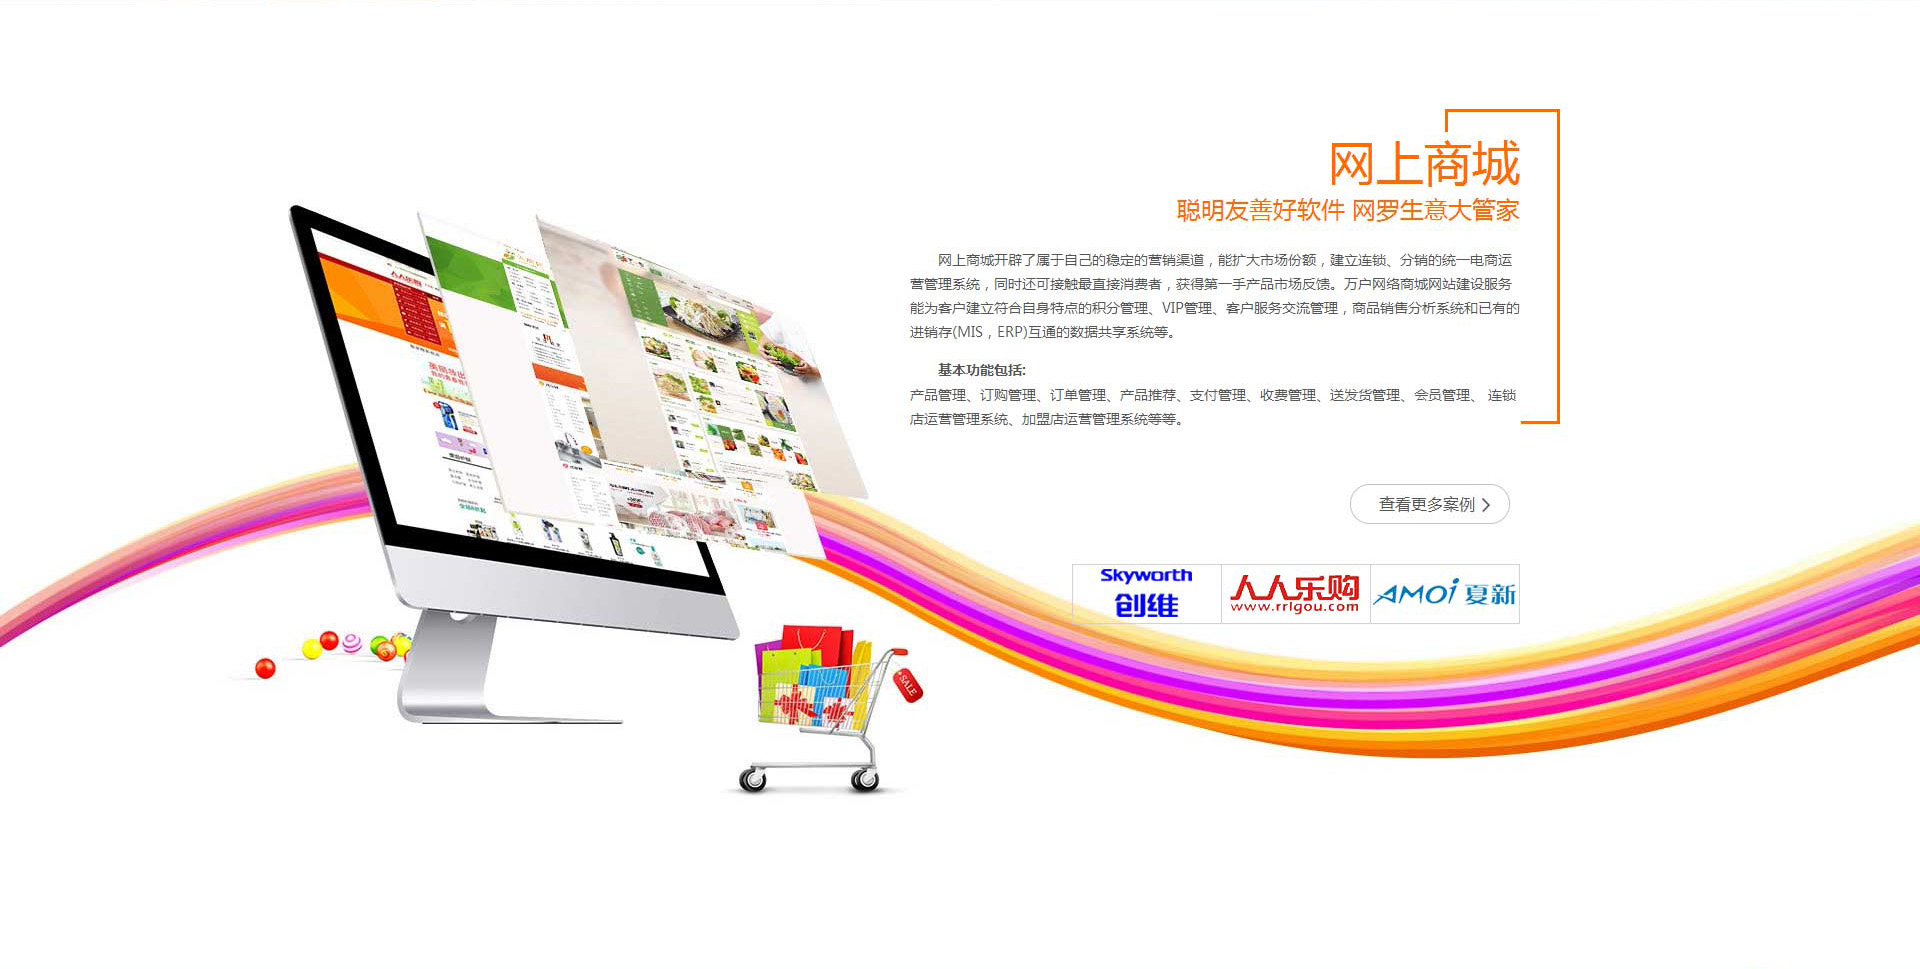 网上商城
聪明友善好软件 网罗生意大管家
网上商城开辟了属于自己的稳定的营销渠道，能扩大市场份额，建立连锁、分销的统一电商运
营管理系统，同时还可接触最直接消费者，获得第一手产品市场反馈。万户网络商城网站建设服务
能为客户建立符合自身特点的积分管理、VIP管理、客户服务交流管理，商品销售分析系统和已有的
进销存(MIS，ERP)互通的数据共享系统等。
基本功能包括:
产品管理、订购管理、订单管理、产品推荐、支付管理、收费管理、送发货管理、会员管理、 连锁
店运营管理系统、加盟店运营管理系统等等。
查看更多案例
Skyworth
创维
人人乐购
www.rrlgou.com
AMOi 夏新
人人乐购
SALE